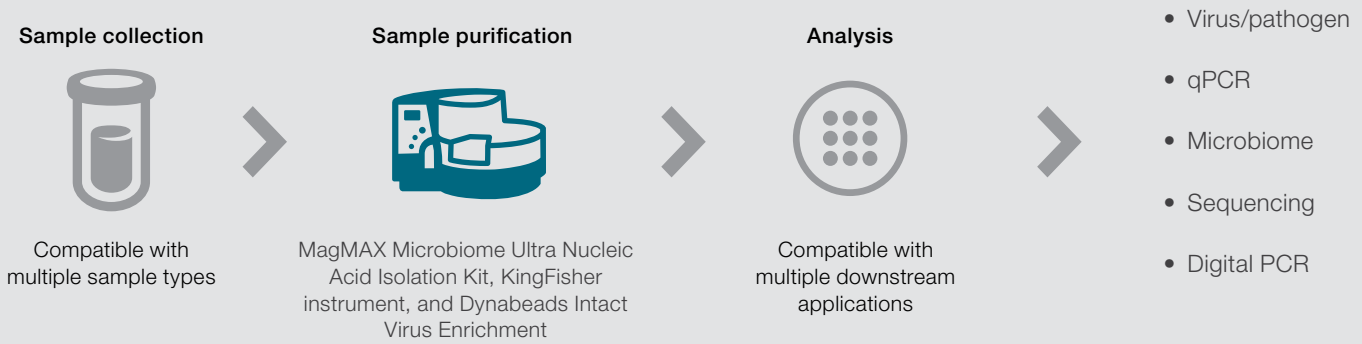 Sample collection
Compatible with
multiple sample types
Sample purification
MagMAX Microbiome Ultra Nucleic
Acid Isolation Kit, KingFisher
instrument, and Dynabeads Intact
Virus Enrichment
Analysis
Compatible with
multiple downstream
applications
• Virus/pathogen
• qPCR
• Microbiome
• Sequencing
• Digital PCR